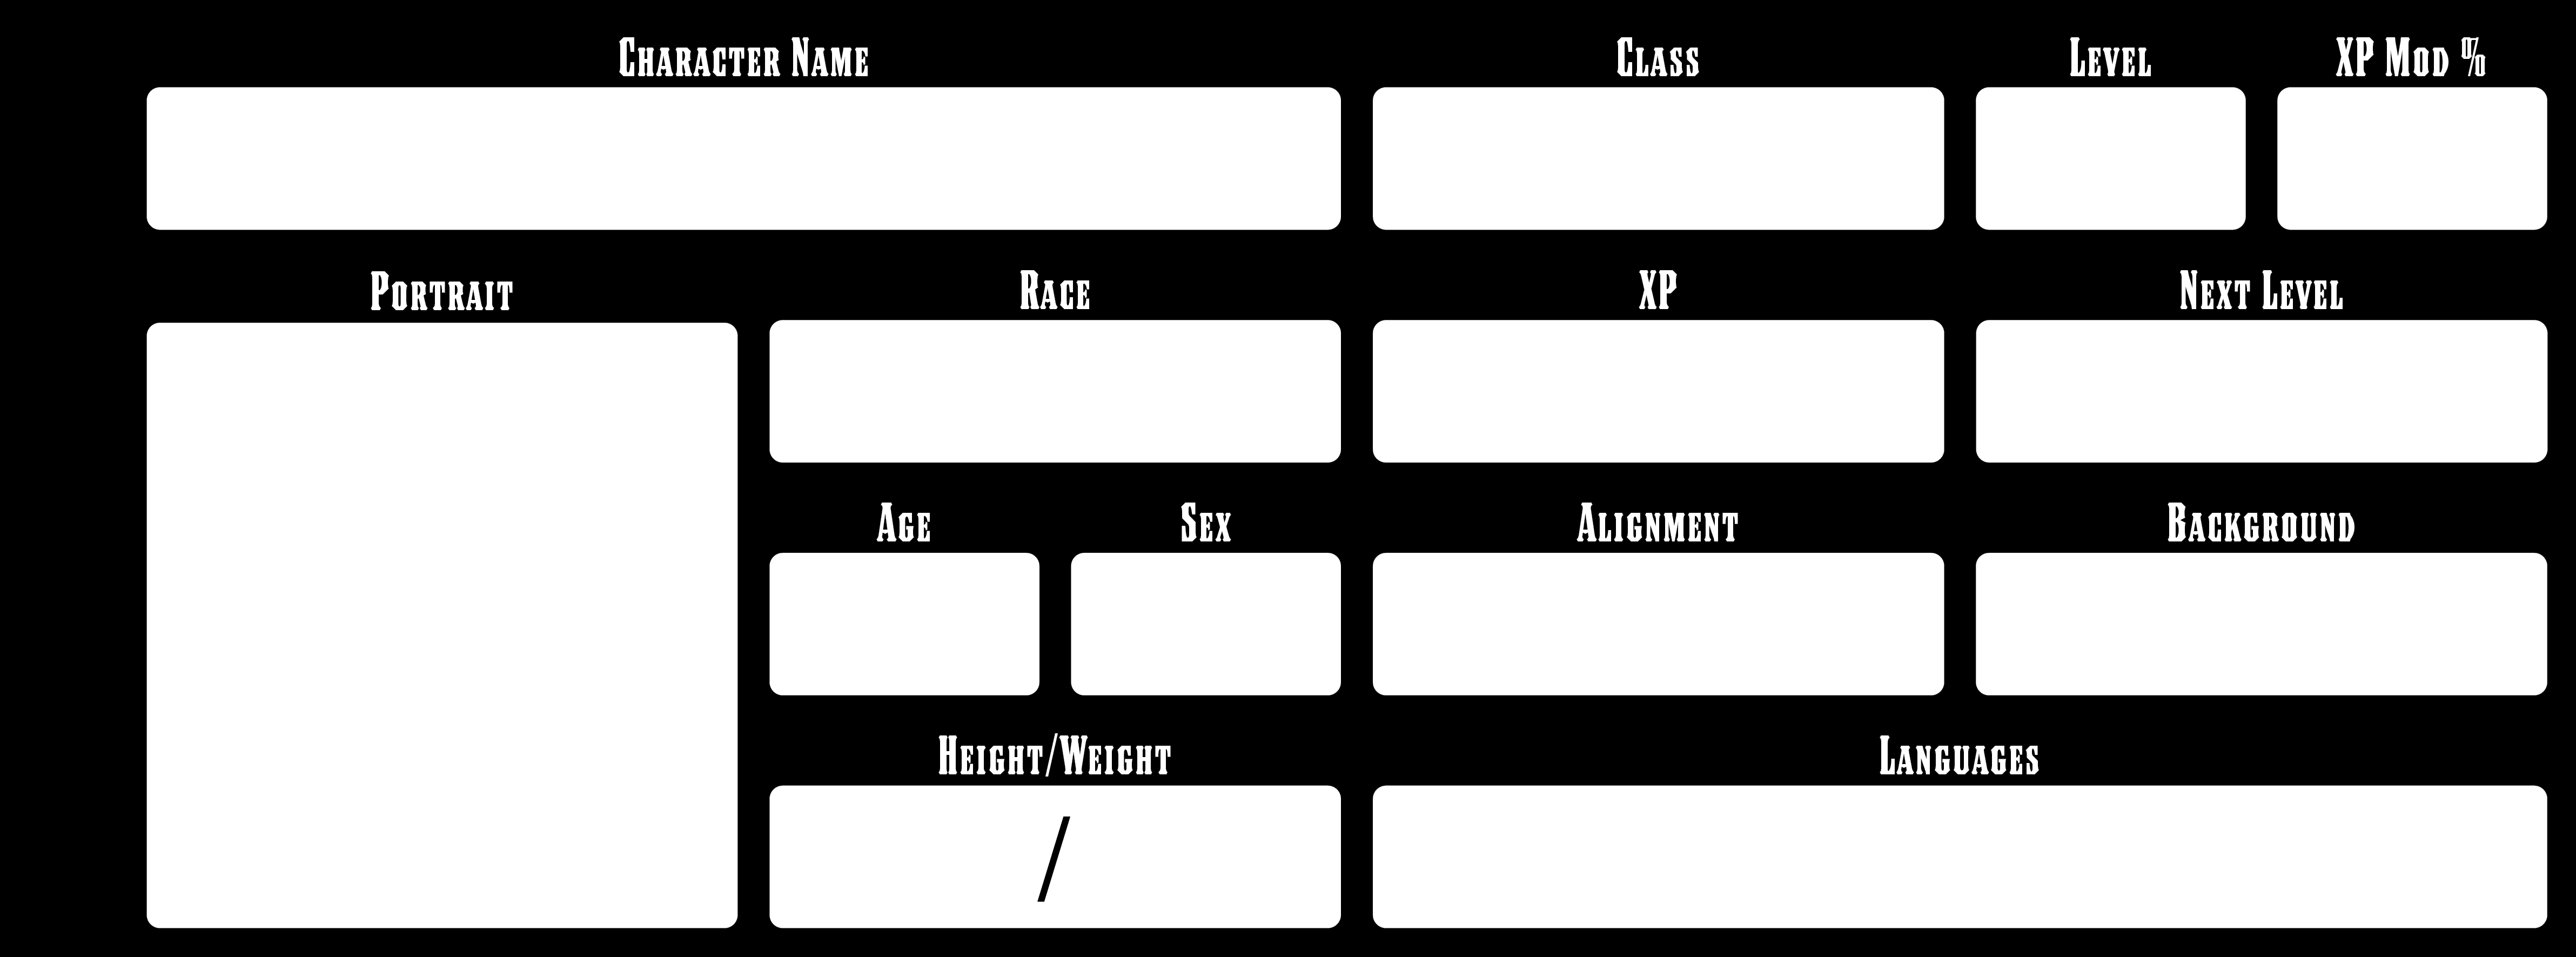 Character Name
Class
Level
XP Mod %
Portrait
Race
XP
Next Level
Age
Sex
Alignment
Background
Height/Weight
Languages
/